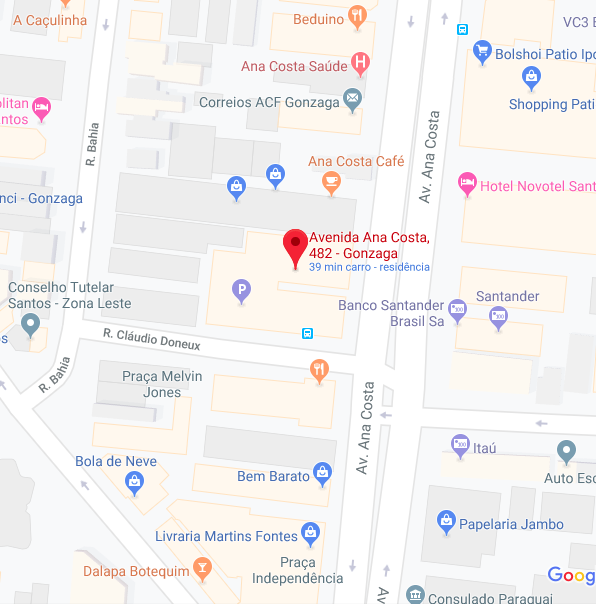 A Caçulinha
Beduino
VC3 E
Ana Costa Saúde
Bolshoi Patio Ipo
Correios ACF Gonzaga
Shopping Pati
olitan
antos
R. Bahia
Av. Ana Costa
Ana Costa Café
Hotel Novotel Sant
nci - Gonzaga
Avenida Ana Costa,
482 - Gonzaga
39 min carro - residência
P
Conselho Tutelar
Santos - Zona Leste
Banco Santander
Brasil Sa
Santander
R. Cláudio Doneux
R. Bahia
Praça Melvin
Jones
Av. Ana Costa
Bola de Neve
Itaú
Bem Barato
Auto Esc
Livraria Martins Fontes
Papelaria Jambo
Praça
Independência
Dalapa Botequim
Goog
Av
Consulado Paraguai